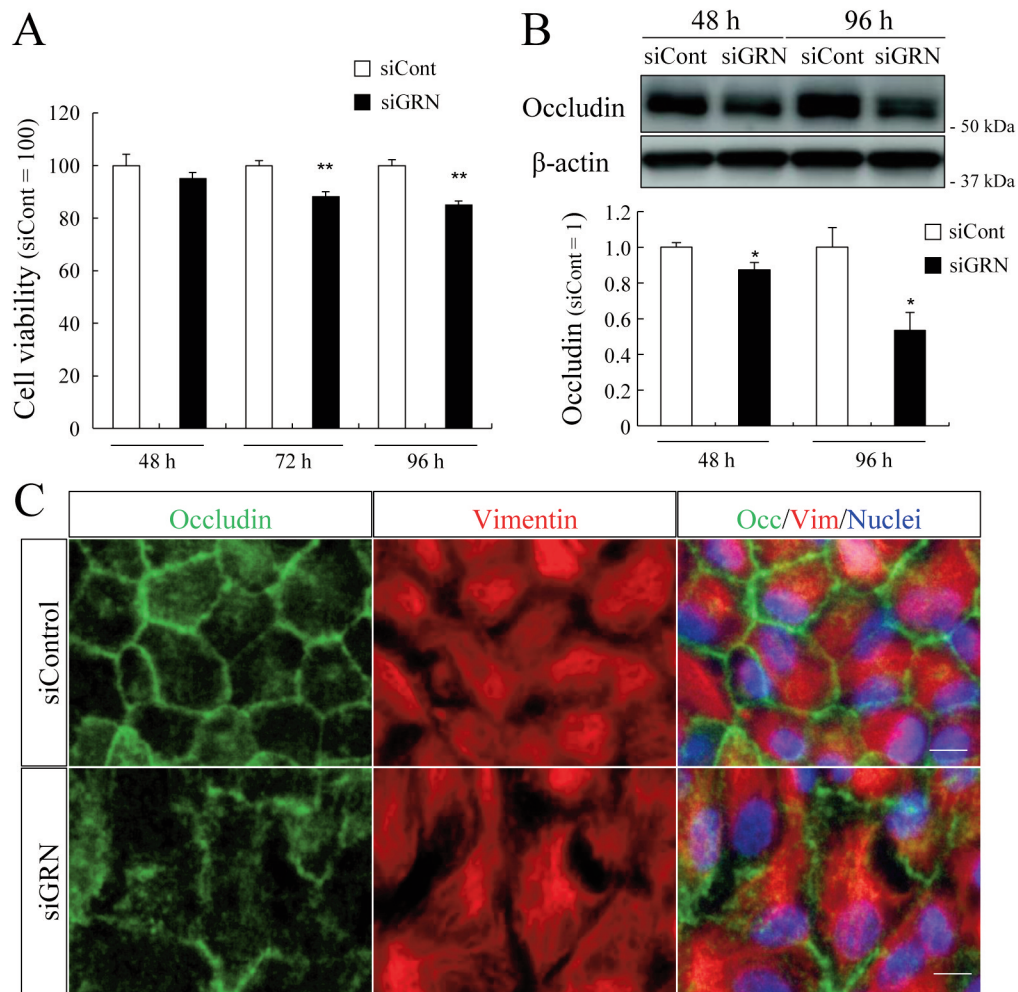 A
siCont
siGRN
Cell viability (siCont = 100)
120
100
80
60
40
20
0
**
**
48 h
72 h
96 h
B
48 h
96 h
siCont siGRN siCont siGRN
Occludin
- 50 kDa
β-actin
- 37 kDa
Occludin (siCont = 1)
1.2
1.0
0.8
0.6
0.4
0.2
0
siCont
siGRN
*
*
48 h
96 h
C
Occludin
Vimentin
Occ/Vim/Nuclei
siControl
siGRN